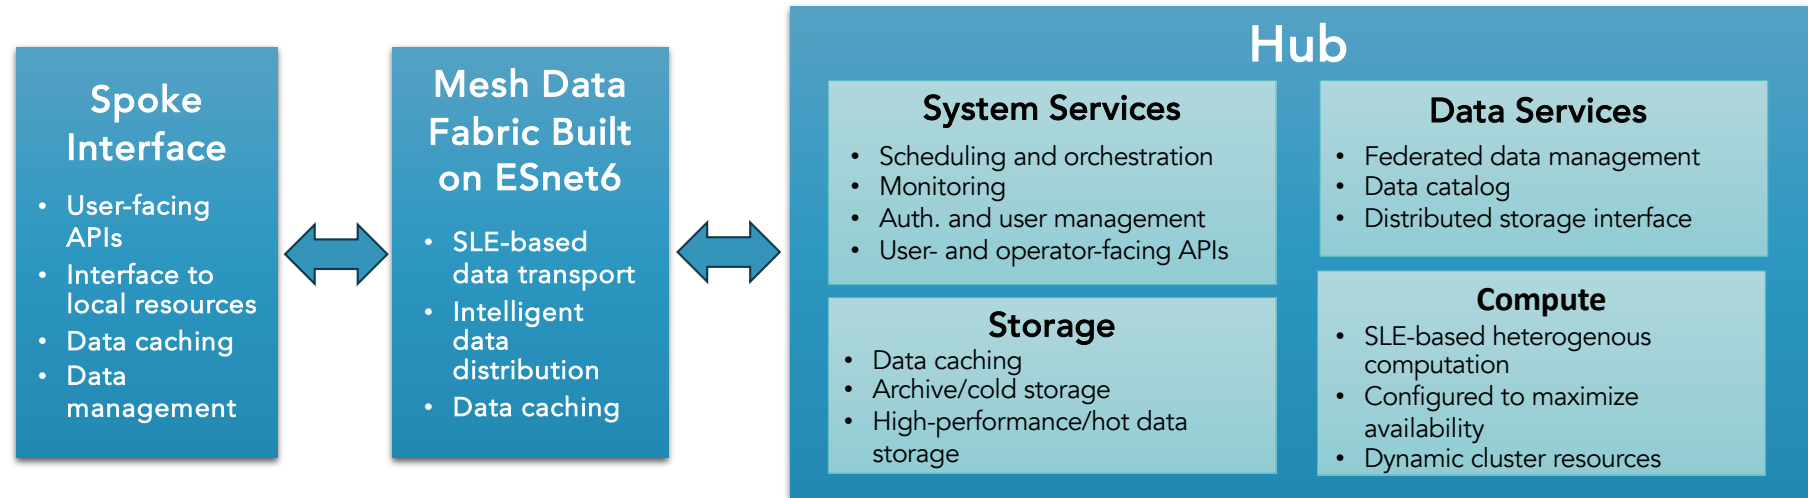 Spoke
Interface
• User-facing
APIs
• Interface to
local resources
• Data caching
• Data
management
Mesh Data
Fabric Built
on ESnet6
• SLE-based
data transport
• Intelligent
data
distribution
• Data caching
Hub
System Services
• Scheduling and orchestration
• Monitoring
• Auth. and user management
• User- and operator-facing APIs
Data Services
• Federated data management
• Data catalog
• Distributed storage interface
Storage
• Data caching
• Archive/cold storage
• High-performance/hot data
storage
Compute
• SLE-based heterogenous
computation
• Configured to maximize
availability
• Dynamic cluster resources